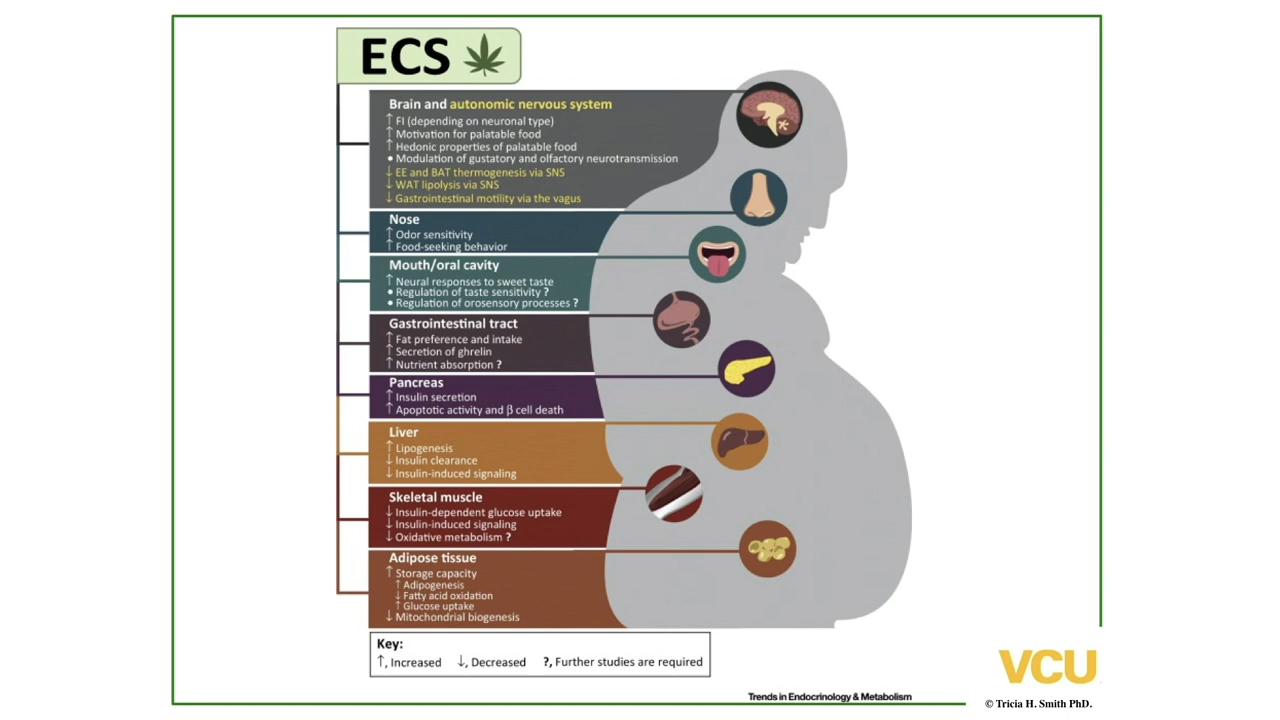 ECS
Brain and autonomic nervous system
↑ FI (depending on neuronal type)
↑ Motivation for palatable food
↑ Hedonic properties of palatable food
• Modulation of gustatory and olfactory neurotransmission
↓ EE and BAT thermogenesis via SNS
↓ WAT lipolysis via SNS
↓ Gastrointestinal motility via the vagus
Nose
↑ Odor sensitivity
↑ Food-seeking behavior
Mouth/oral cavity
↑ Neural responses to sweet taste
• Regulation of taste sensitivity ?
• Regulation of orosensory processes ?
Gastrointestinal tract
↑ Fat preference and intake
↑ Secretion of ghrelin
↑ Nutrient absorption ?
Pancreas
↑ Insulin secretion
↑ Apoptotic activity and β cell death
Liver
↑ Lipogenesis
↓ Insulin clearance
↓ Insulin-induced signaling
Skeletal muscle
↓ Insulin-dependent glucose uptake
↓ Insulin-induced signaling
↓ Oxidative metabolism ?
Adipose tissue
↑ Storage capacity
↑ Adipogenesis
↓ Fatty acid oxidation
↑ Glucose uptake
↓ Mitochondrial biogenesis
Key:
↑, Increased ↓, Decreased ?, Further studies are required
Trends in Endocrinology & Metabolism
VCU
© Tricia H. Smith PhD.